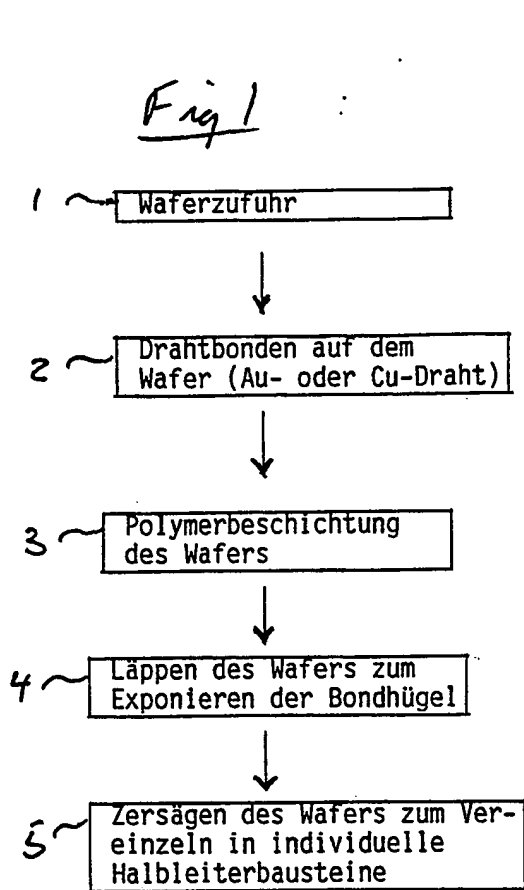 Fig 1
1 Waferzufuhr
2 Drahtbonden auf dem
Wafer (Au- oder Cu-Draht)
3 Polymerbeschichtung
des Wafers
4 Läppen des Wafers zum
Exponieren der Bondhügel
5 Zersägen des Wafers zum Ver-
einzeln in individuelle
Halbleiterbausteine